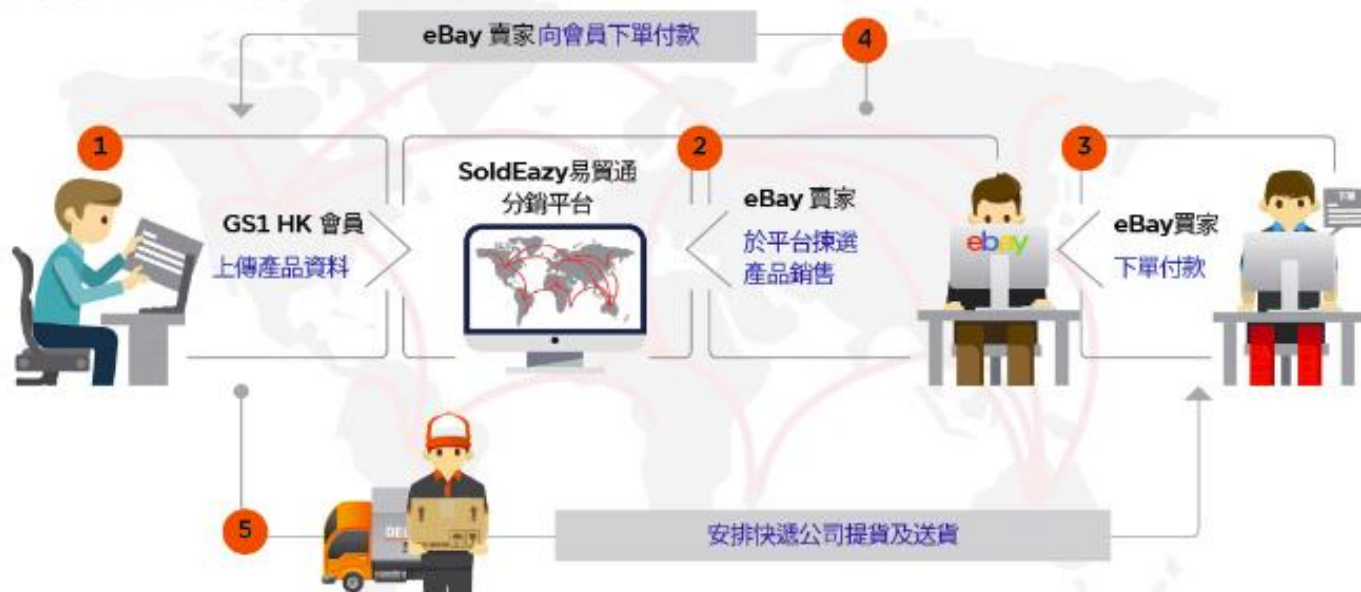 eBay 賣家向會員下單付款
4
1
GS1 HK 會員
上傳產品資料
SoldEazy易貿通
分銷平台
2
eBay 賣家
於平台揀選
產品銷售
ebay
3
eBay買家
下單付款
5
DEL
安排快遞公司提貨及送貨